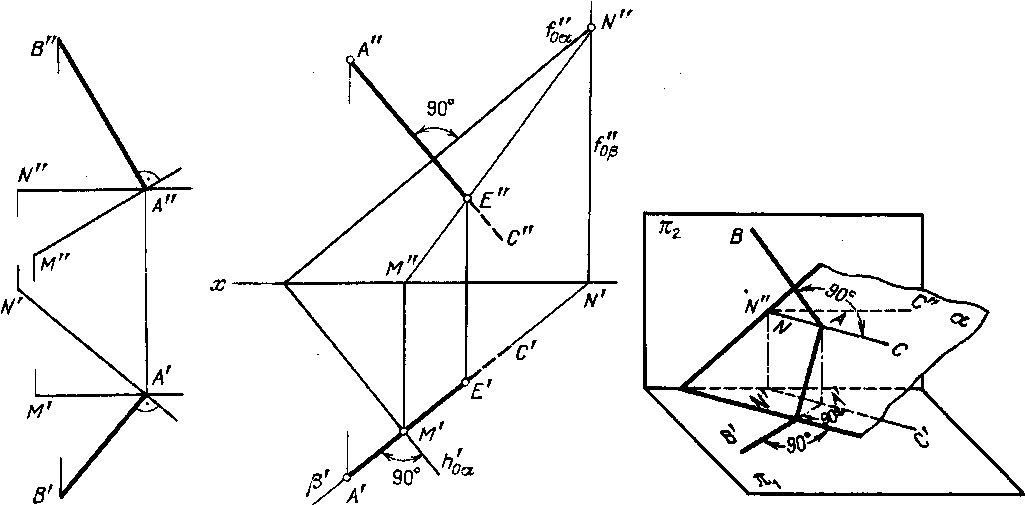 B″
N″
A″
M″
N′
A′
M′
B′
f″₀α
N″
A″
90°
f″₀β
E″
C″
M″
x
N′
C′
E′
M′
h′₀α
β′
90°
A′
π₂
B
90°
N″
C″
N
A
α
C
N′
A′
90°
B′
90°
C′
π₁